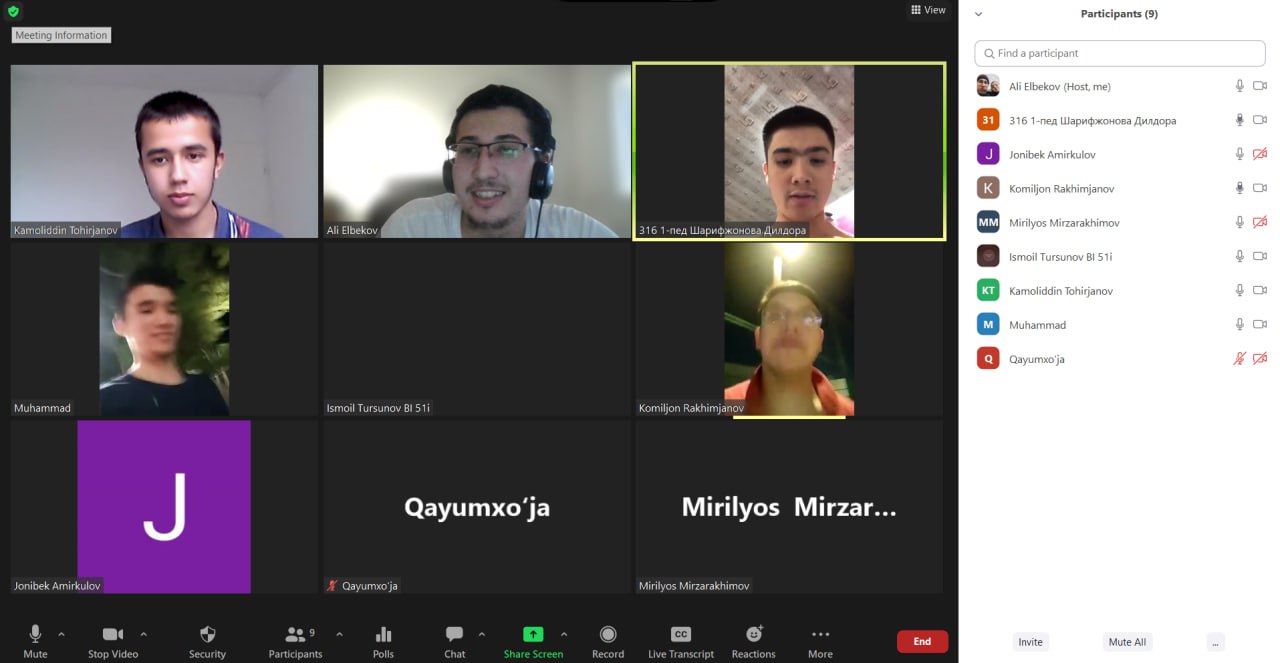 View
Meeting Information
Kamoliddin Tohirjanov
Ali Elbekov
316 1-пед Шарифжонова Дилдора
Muhammad
Ismoil Tursunov BI 51i
Komiljon Rakhimjanov
J
Jonibek Amirkulov
Qayumxo‘ja
Qayumxo‘ja
Mirilyos Mirzar...
Mirilyos Mirzarakhimov
Mute
Stop Video
Security
Participants
9
Polls
Chat
Share Screen
Record
CC
Live Transcript
Reactions
More
End
Participants (9)
Find a participant
Ali Elbekov (Host, me)
31 316 1-пед Шарифжонова Дилдора
J Jonibek Amirkulov
K Komiljon Rakhimjanov
MM Mirilyos Mirzarakhimov
Ismoil Tursunov BI 51i
KT Kamoliddin Tohirjanov
M Muhammad
Q Qayumxo‘ja
Invite
Mute All
...